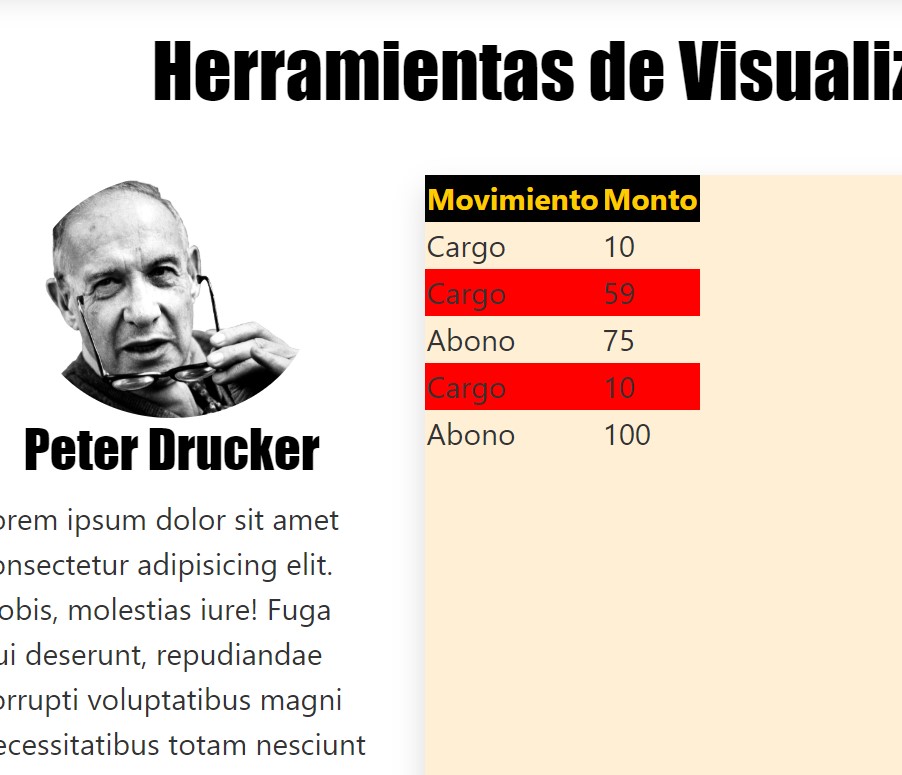 Herramientas de Visualiz
Peter Drucker
orem ipsum dolor sit amet
onsectetur adipisicing elit.
obis, molestias iure! Fuga
ui deserunt, repudiandae
orrupti voluptatibus magni
ecessitatibus totam nesciunt
Movimiento Monto
Cargo 10
Cargo 59
Abono 75
Cargo 10
Abono 100